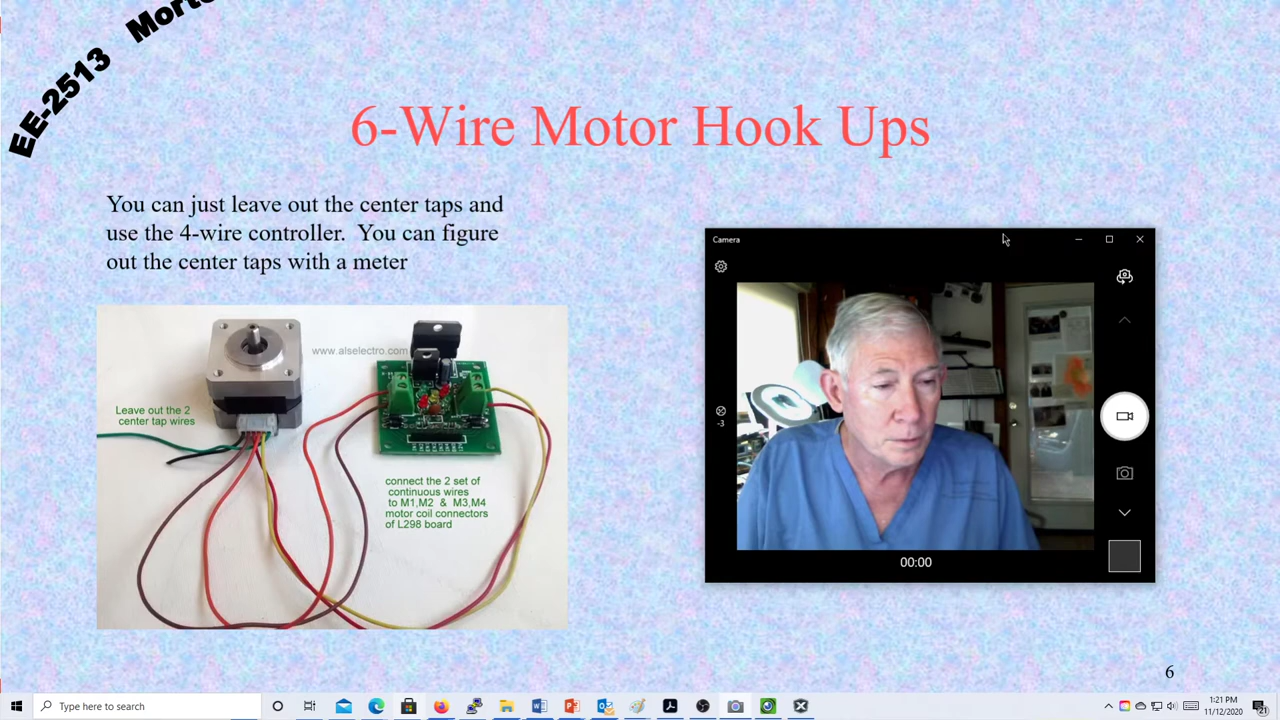 EE-2513
6-Wire Motor Hook Ups
You can just leave out the center taps and
use the 4-wire controller.  You can figure
out the center taps with a meter
www.alselectro.com
Leave out the 2
center tap wires
connect the 2 set of
continuous wires
to M1,M2 & M3,M4
motor coil connectors
of L298 board
Camera
-3
00:00
6
Type here to search
1:21 PM
11/12/2020
21